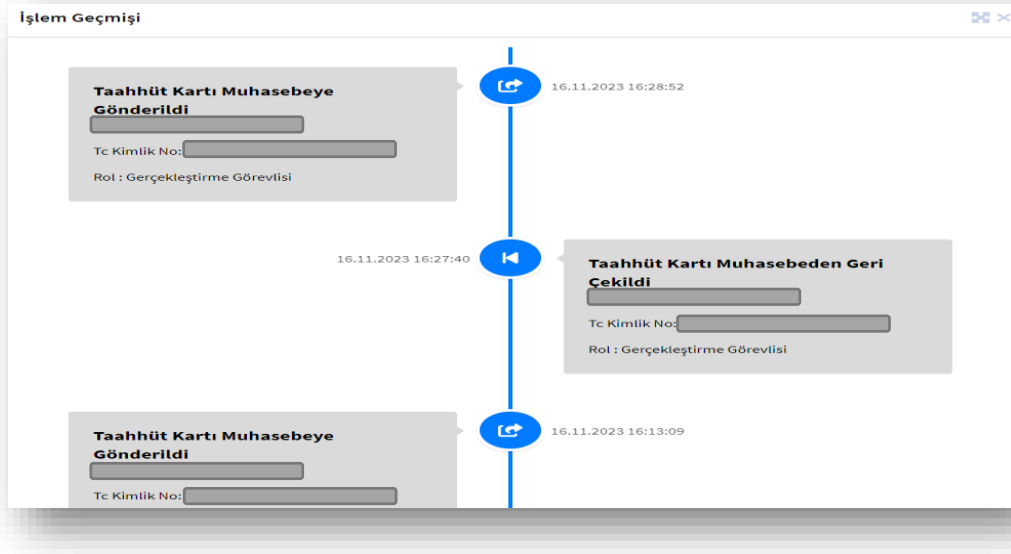 İşlem Geçmişi
Taahhüt Kartı Muhasebeye
Gönderildi
Tc Kimlik No:
Rol : Gerçekleştirme Görevlisi
16.11.2023 16:28:52
16.11.2023 16:27:40
Taahhüt Kartı Muhasebeden Geri
Çekildi
Tc Kimlik No:
Rol : Gerçekleştirme Görevlisi
Taahhüt Kartı Muhasebeye
Gönderildi
Tc Kimlik No:
16.11.2023 16:13:09